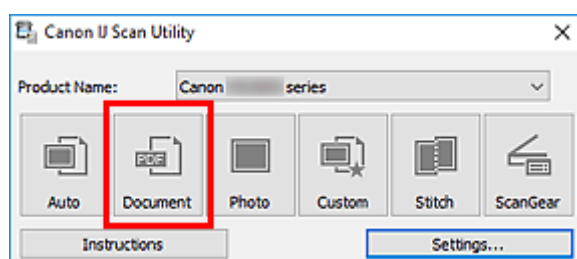 Canon IJ Scan Utility
Product Name: Canon series
PDF
Auto Document Photo Custom Stitch ScanGear
Instructions Settings...